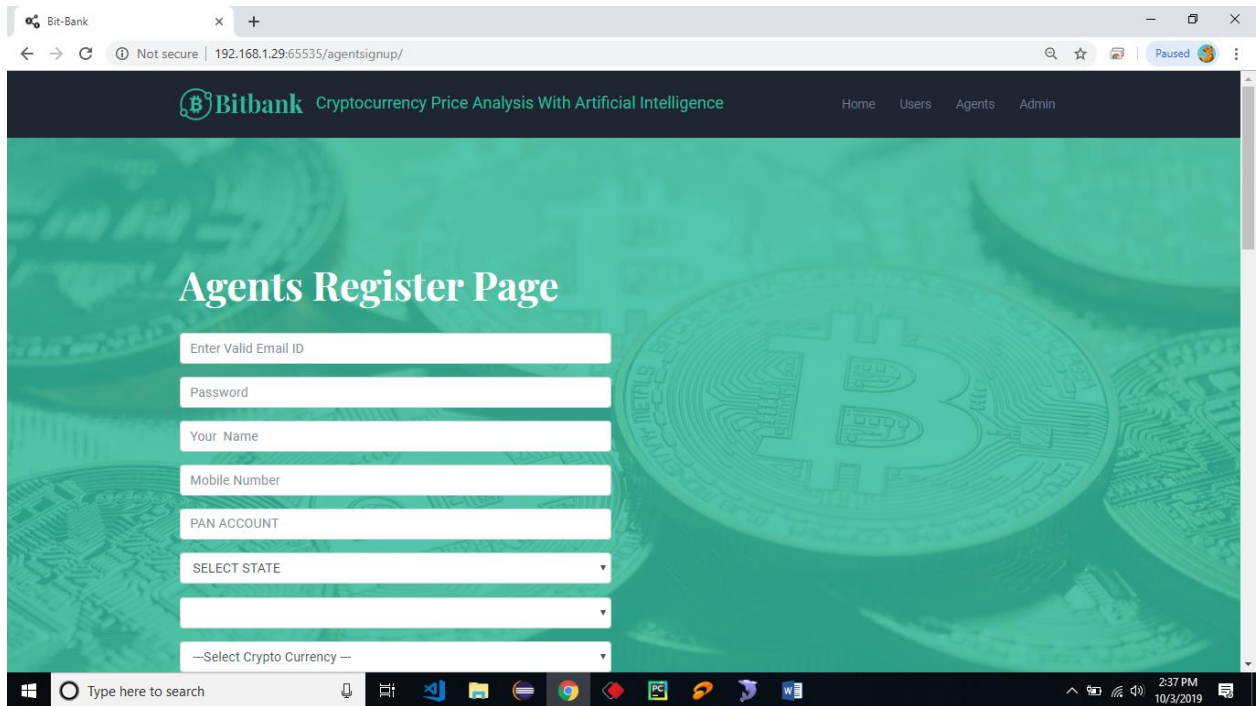 Bit-Bank
Not secure | 192.168.1.29:65535/agentsignup/
Paused
Bitbank Cryptocurrency Price Analysis With Artificial Intelligence
Home Users Agents Admin
Agents Register Page
Enter Valid Email ID
Password
Your Name
Mobile Number
PAN ACCOUNT
SELECT STATE
---Select Crypto Currency ---
Type here to search
PC
W
2:37 PM
10/3/2019